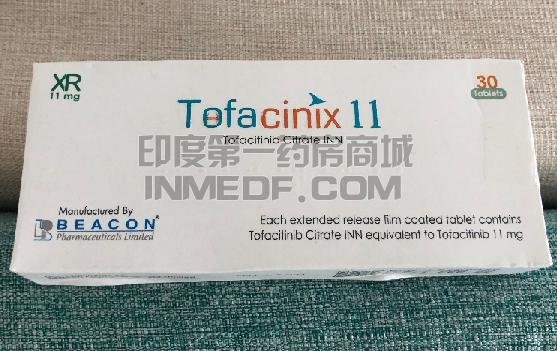 XR
11 mg
30
Tablets
Tofacinix 11
Tofacitinib Citrate INN
印度第一药房商城
INMEDF.COM
Manufactured By
BEACON®
Pharmaceuticals Limited
Each extended release film coated tablet contains
Tofacitinib Citrate INN equivalent to Tofacitinib 11 mg